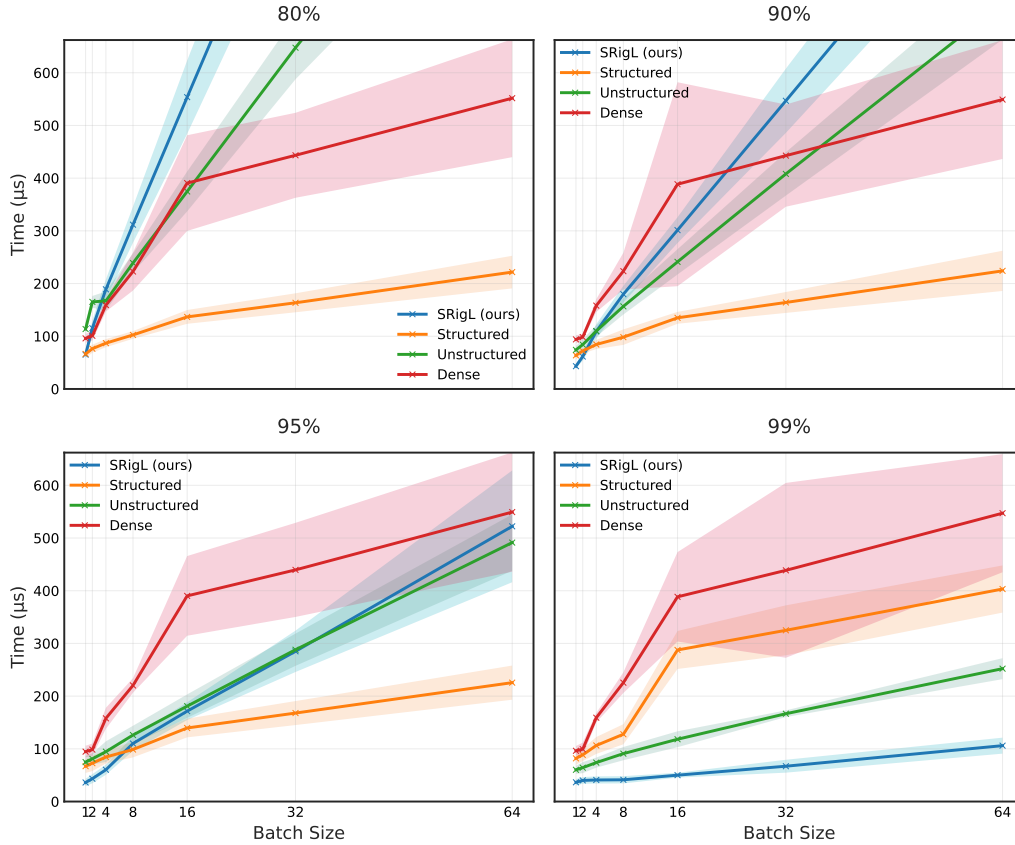 80%
600
500
400
300
200
100
0
Time (µs)
SRigL (ours)
Structured
Unstructured
Dense
90%
SRigL (ours)
Structured
Unstructured
Dense
95%
600
500
400
300
200
100
0
Time (µs)
SRigL (ours)
Structured
Unstructured
Dense
1 2 4 8 16 32 64
Batch Size
99%
SRigL (ours)
Structured
Unstructured
Dense
1 2 4 8 16 32 64
Batch Size